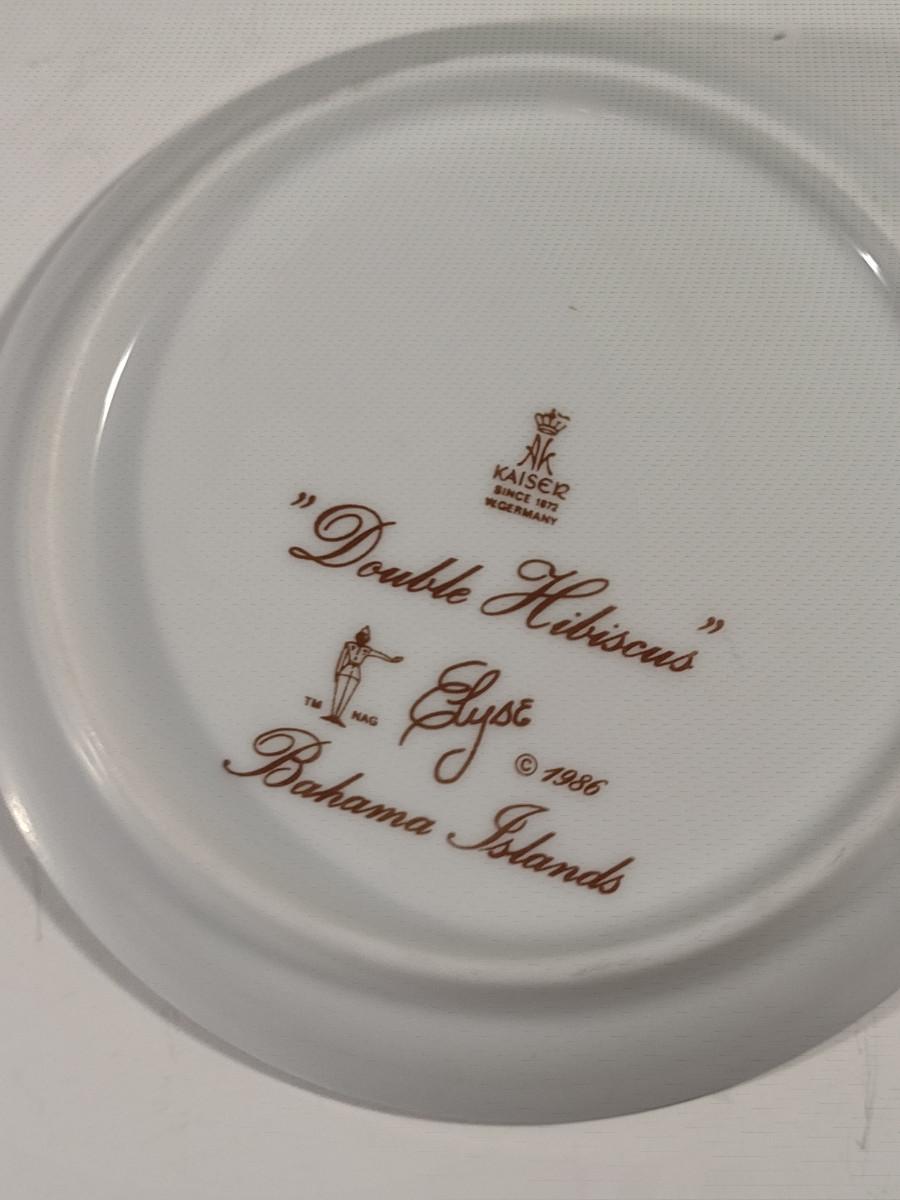 AK
KAISER
SINCE 1872
W.GERMANY
"Double Hibiscus"
TM NAG Elyse
© 1986
Bahama Islands